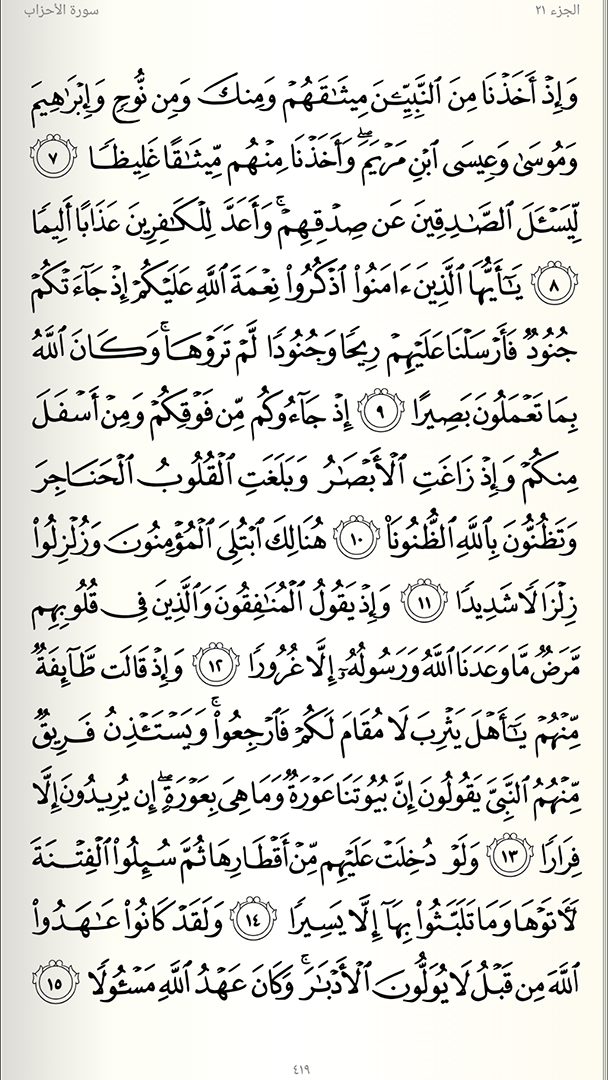 الجزء ٢١ سورة الأحزاب
وَإِذْ أَخَذْنَا مِنَ ٱلنَّبِيِّـۧنَ مِيثَـٰقَهُمْ وَمِنكَ وَمِن نُّوحٍ وَإِبْرَٰهِيمَ
وَمُوسَىٰ وَعِيسَى ٱبْنِ مَرْيَمَ ۖ وَأَخَذْنَا مِنْهُم مِّيثَـٰقًا غَلِيظًا ٧
لِّيَسْـَٔلَ ٱلصَّـٰدِقِينَ عَن صِدْقِهِمْ ۚ وَأَعَدَّ لِلْكَـٰفِرِينَ عَذَابًا أَلِيمًا
٨ يَـٰٓأَيُّهَا ٱلَّذِينَ ءَامَنُوا۟ ٱذْكُرُوا۟ نِعْمَةَ ٱللَّهِ عَلَيْكُمْ إِذْ جَآءَتْكُمْ
جُنُودٌ فَأَرْسَلْنَا عَلَيْهِمْ رِيحًا وَجُنُودًا لَّمْ تَرَوْهَا ۚ وَكَانَ ٱللَّهُ
بِمَا تَعْمَلُونَ بَصِيرًا ٩ إِذْ جَآءُوكُم مِّن فَوْقِكُمْ وَمِنْ أَسْفَلَ
مِنكُمْ وَإِذْ زَاغَتِ ٱلْأَبْصَـٰرُ وَبَلَغَتِ ٱلْقُلُوبُ ٱلْحَنَاجِرَ
وَتَظُنُّونَ بِٱللَّهِ ٱلظُّنُونَا۠ ١٠ هُنَالِكَ ٱبْتُلِىَ ٱلْمُؤْمِنُونَ وَزُلْزِلُوا۟
زِلْزَالًا شَدِيدًا ١١ وَإِذْ يَقُولُ ٱلْمُنَـٰفِقُونَ وَٱلَّذِينَ فِى قُلُوبِهِم
مَّرَضٌ مَّا وَعَدَنَا ٱللَّهُ وَرَسُولُهُۥٓ إِلَّا غُرُورًا ١٢ وَإِذْ قَالَت طَّآئِفَةٌ
مِّنْهُمْ يَـٰٓأَهْلَ يَثْرِبَ لَا مُقَامَ لَكُمْ فَٱرْجِعُوا۟ ۚ وَيَسْتَـْٔذِنُ فَرِيقٌ
مِّنْهُمُ ٱلنَّبِىَّ يَقُولُونَ إِنَّ بُيُوتَنَا عَوْرَةٌ وَمَا هِىَ بِعَوْرَةٍ ۖ إِن يُرِيدُونَ إِلَّا
فِرَارًا ١٣ وَلَوْ دُخِلَتْ عَلَيْهِم مِّنْ أَقْطَارِهَا ثُمَّ سُئِلُوا۟ ٱلْفِتْنَةَ
لَـَٔاتَوْهَا وَمَا تَلَبَّثُوا۟ بِهَآ إِلَّا يَسِيرًا ١٤ وَلَقَدْ كَانُوا۟ عَـٰهَدُوا۟
ٱللَّهَ مِن قَبْلُ لَا يُوَلُّونَ ٱلْأَدْبَـٰرَ ۚ وَكَانَ عَهْدُ ٱللَّهِ مَسْـُٔولًا ١٥
٤١٩